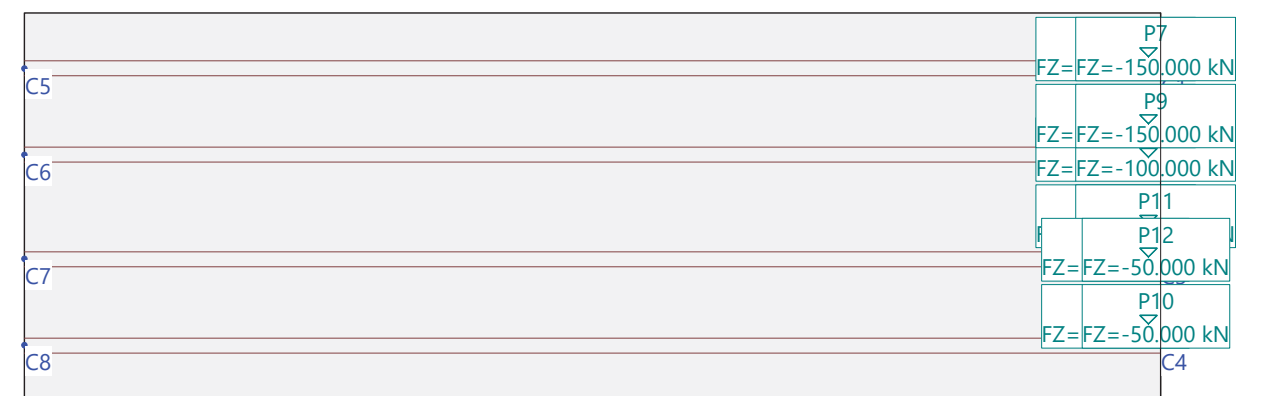 P7
FZ=FZ=-150.000 kN
C5
P9
FZ=FZ=-150.000 kN
FZ=FZ=-100.000 kN
C6
P11
P12
FZ=FZ=-50.000 kN
C7
P10
FZ=FZ=-50.000 kN
C8
C4